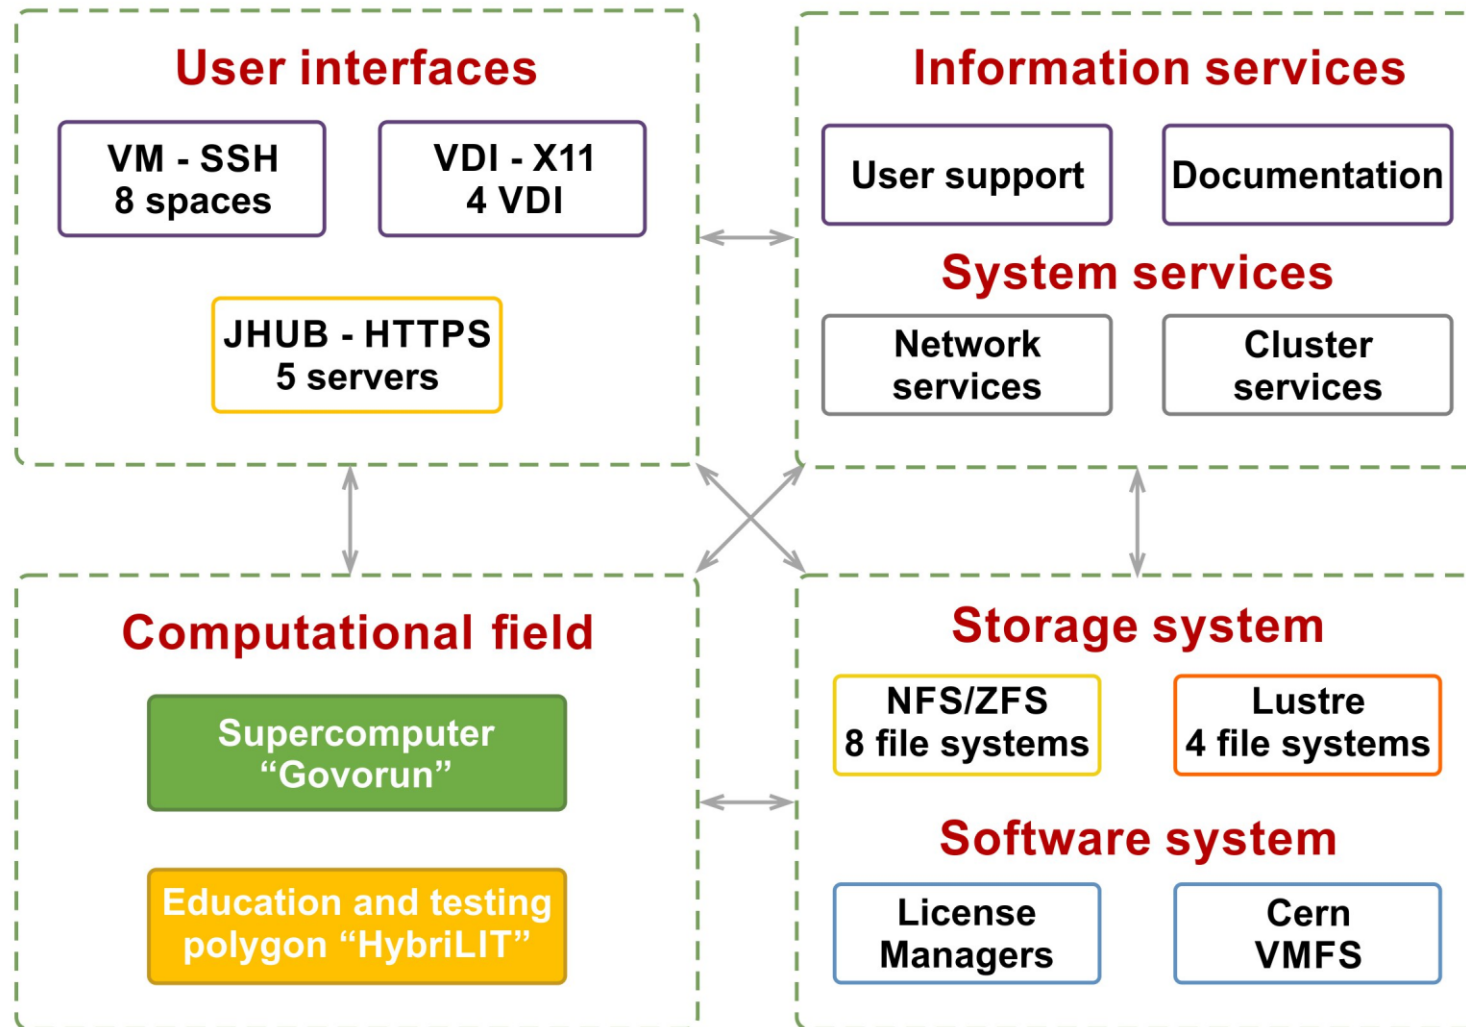 User interfaces
VM - SSH
8 spaces
VDI - X11
4 VDI
JHUB - HTTPS
5 servers
Information services
User support
Documentation
System services
Network
services
Cluster
services
Computational field
Supercomputer
“Govorun”
Education and testing
polygon “HybriLIT”
Storage system
NFS/ZFS
8 file systems
Lustre
4 file systems
Software system
License
Managers
Cern
VMFS